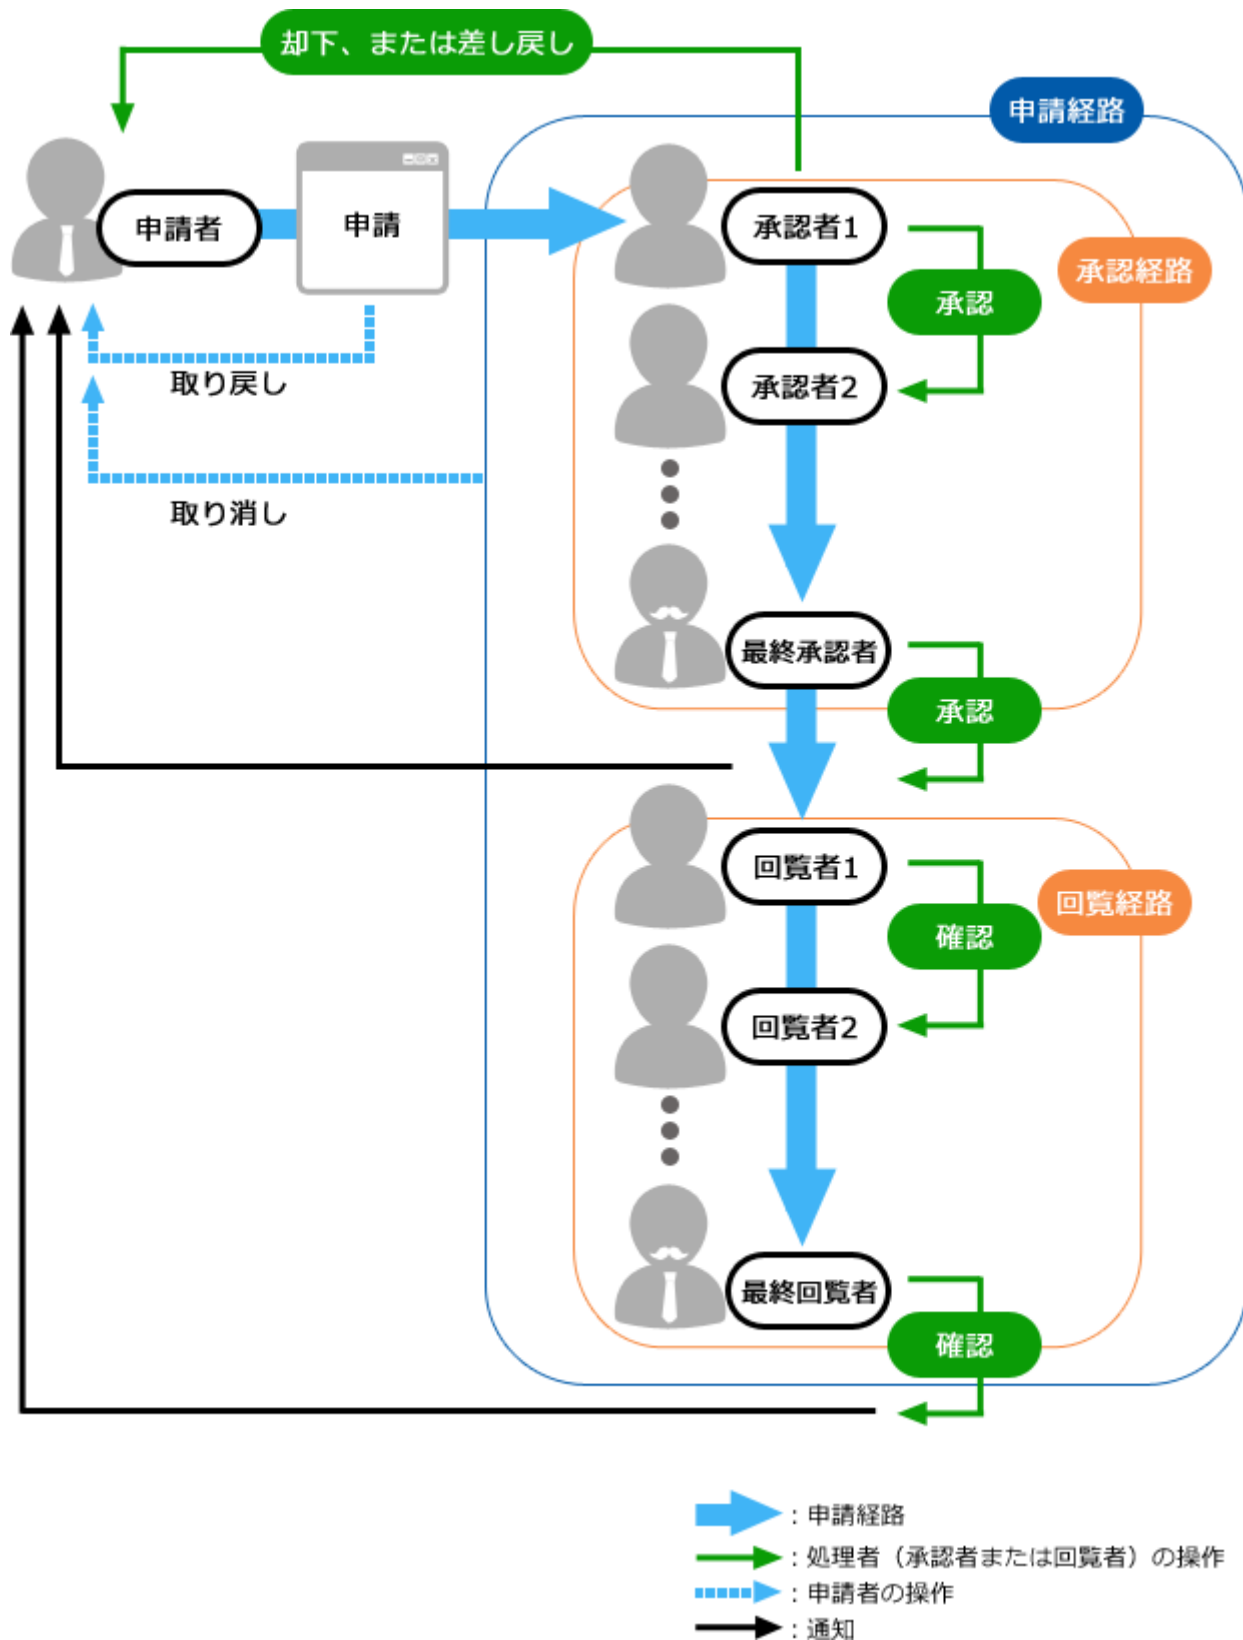 却下、または差し戻し
申請経路
申請者
申請
承認者1
承認経路
承認
承認者2
取り戻し
取り消し
最終承認者
承認
回覧者1
回覧経路
確認
回覧者2
最終回覧者
確認
：申請経路
：処理者（承認者または回覧者）の操作
：申請者の操作
：通知